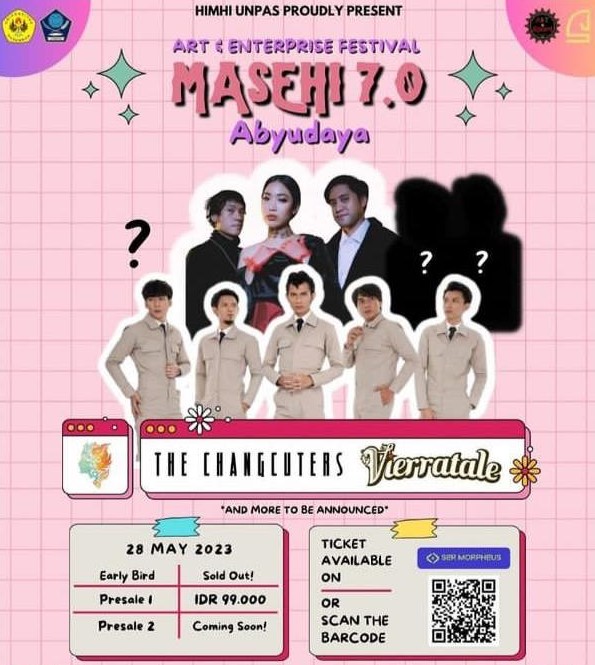 HIMHI UNPAS PROUDLY PRESENT
ART & ENTERPRISE FESTIVAL
MASEHI 7.0
Abyudaya
?
? ?
THE CHANGCUTERS Vierratale
*AND MORE TO BE ANNOUNCED*
28 MAY 2023
Early Bird Sold Out!
Presale 1 IDR 99.000
Presale 2 Coming Soon!
TICKET
AVAILABLE
ON
SER MORPHEUS
OR
SCAN THE
BARCODE